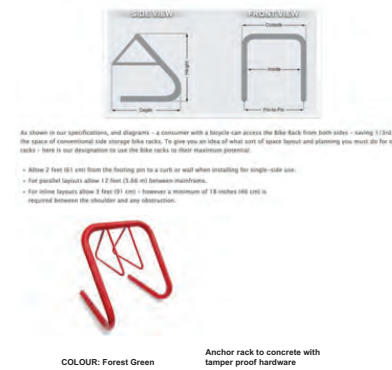 SIDE VIEW
FRONT VIEW
Outside
Inside
Height
Depth
Pin-to-Pin
As shown in our specifications, and diagrams - a consumer with a bicycle can access the Bike Rack from both sides - saving 1/3rd
the space of conventional side storage bike racks. To give you an idea of what sort of space layout and planning you must do for
racks - here is our designation to use the bike racks to their maximum potential:
• Allow 2 feet (61 cm) from the footing pin to a curb or wall when installing for single-side use.
• For parallel layouts allow 12 feet (3.66 m) between mainframe.
• For inline layouts allow 3 feet (91 cm) - however a minimum of 18 inches (46 cm) is
required between the shoulder and any obstruction.
COLOUR: Forest Green
Anchor rack to concrete with
tamper proof hardware